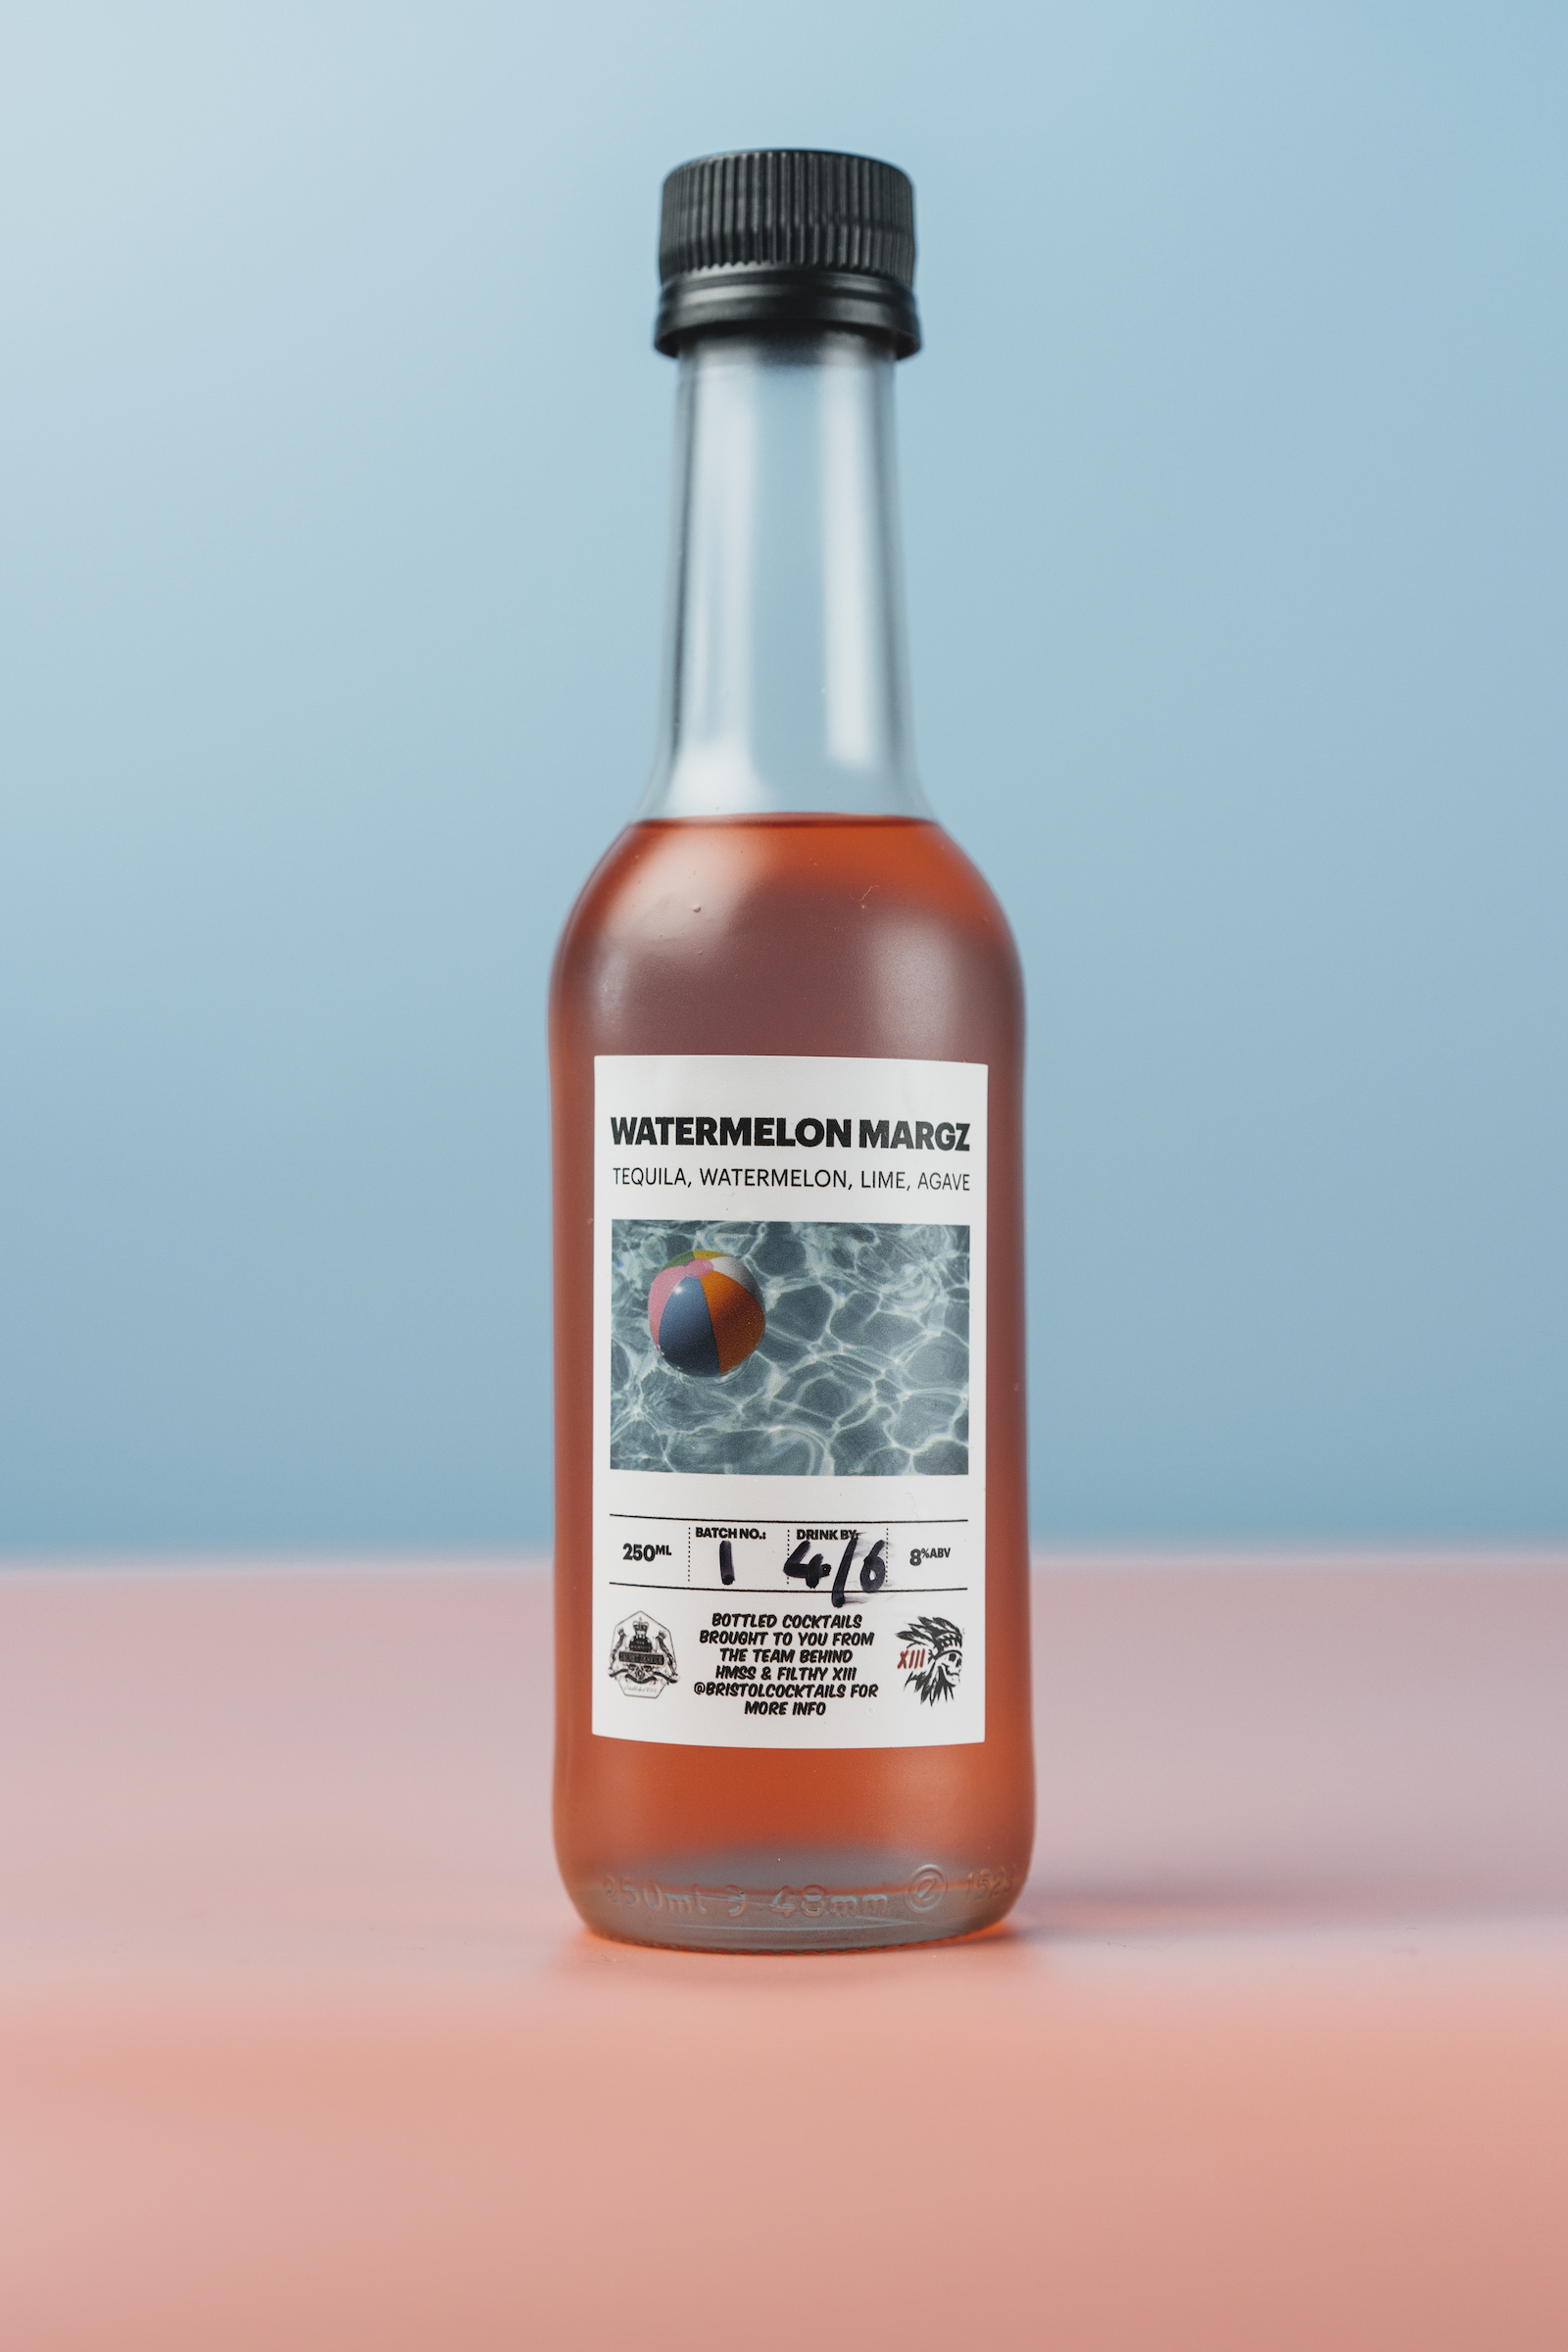 WATERMELON MARGZ
TEQUILA, WATERMELON, LIME, AGAVE
250ML
BATCH NO.:
1
DRINK BY:
4/6
8%ABV
BOTTLED COCKTAILS
BROUGHT TO YOU FROM
THE TEAM BEHIND
HMSS & FILTHY XIII
@BRISTOLCOCKTAILS FOR
MORE INFO
XIII
250ml 3 48mm